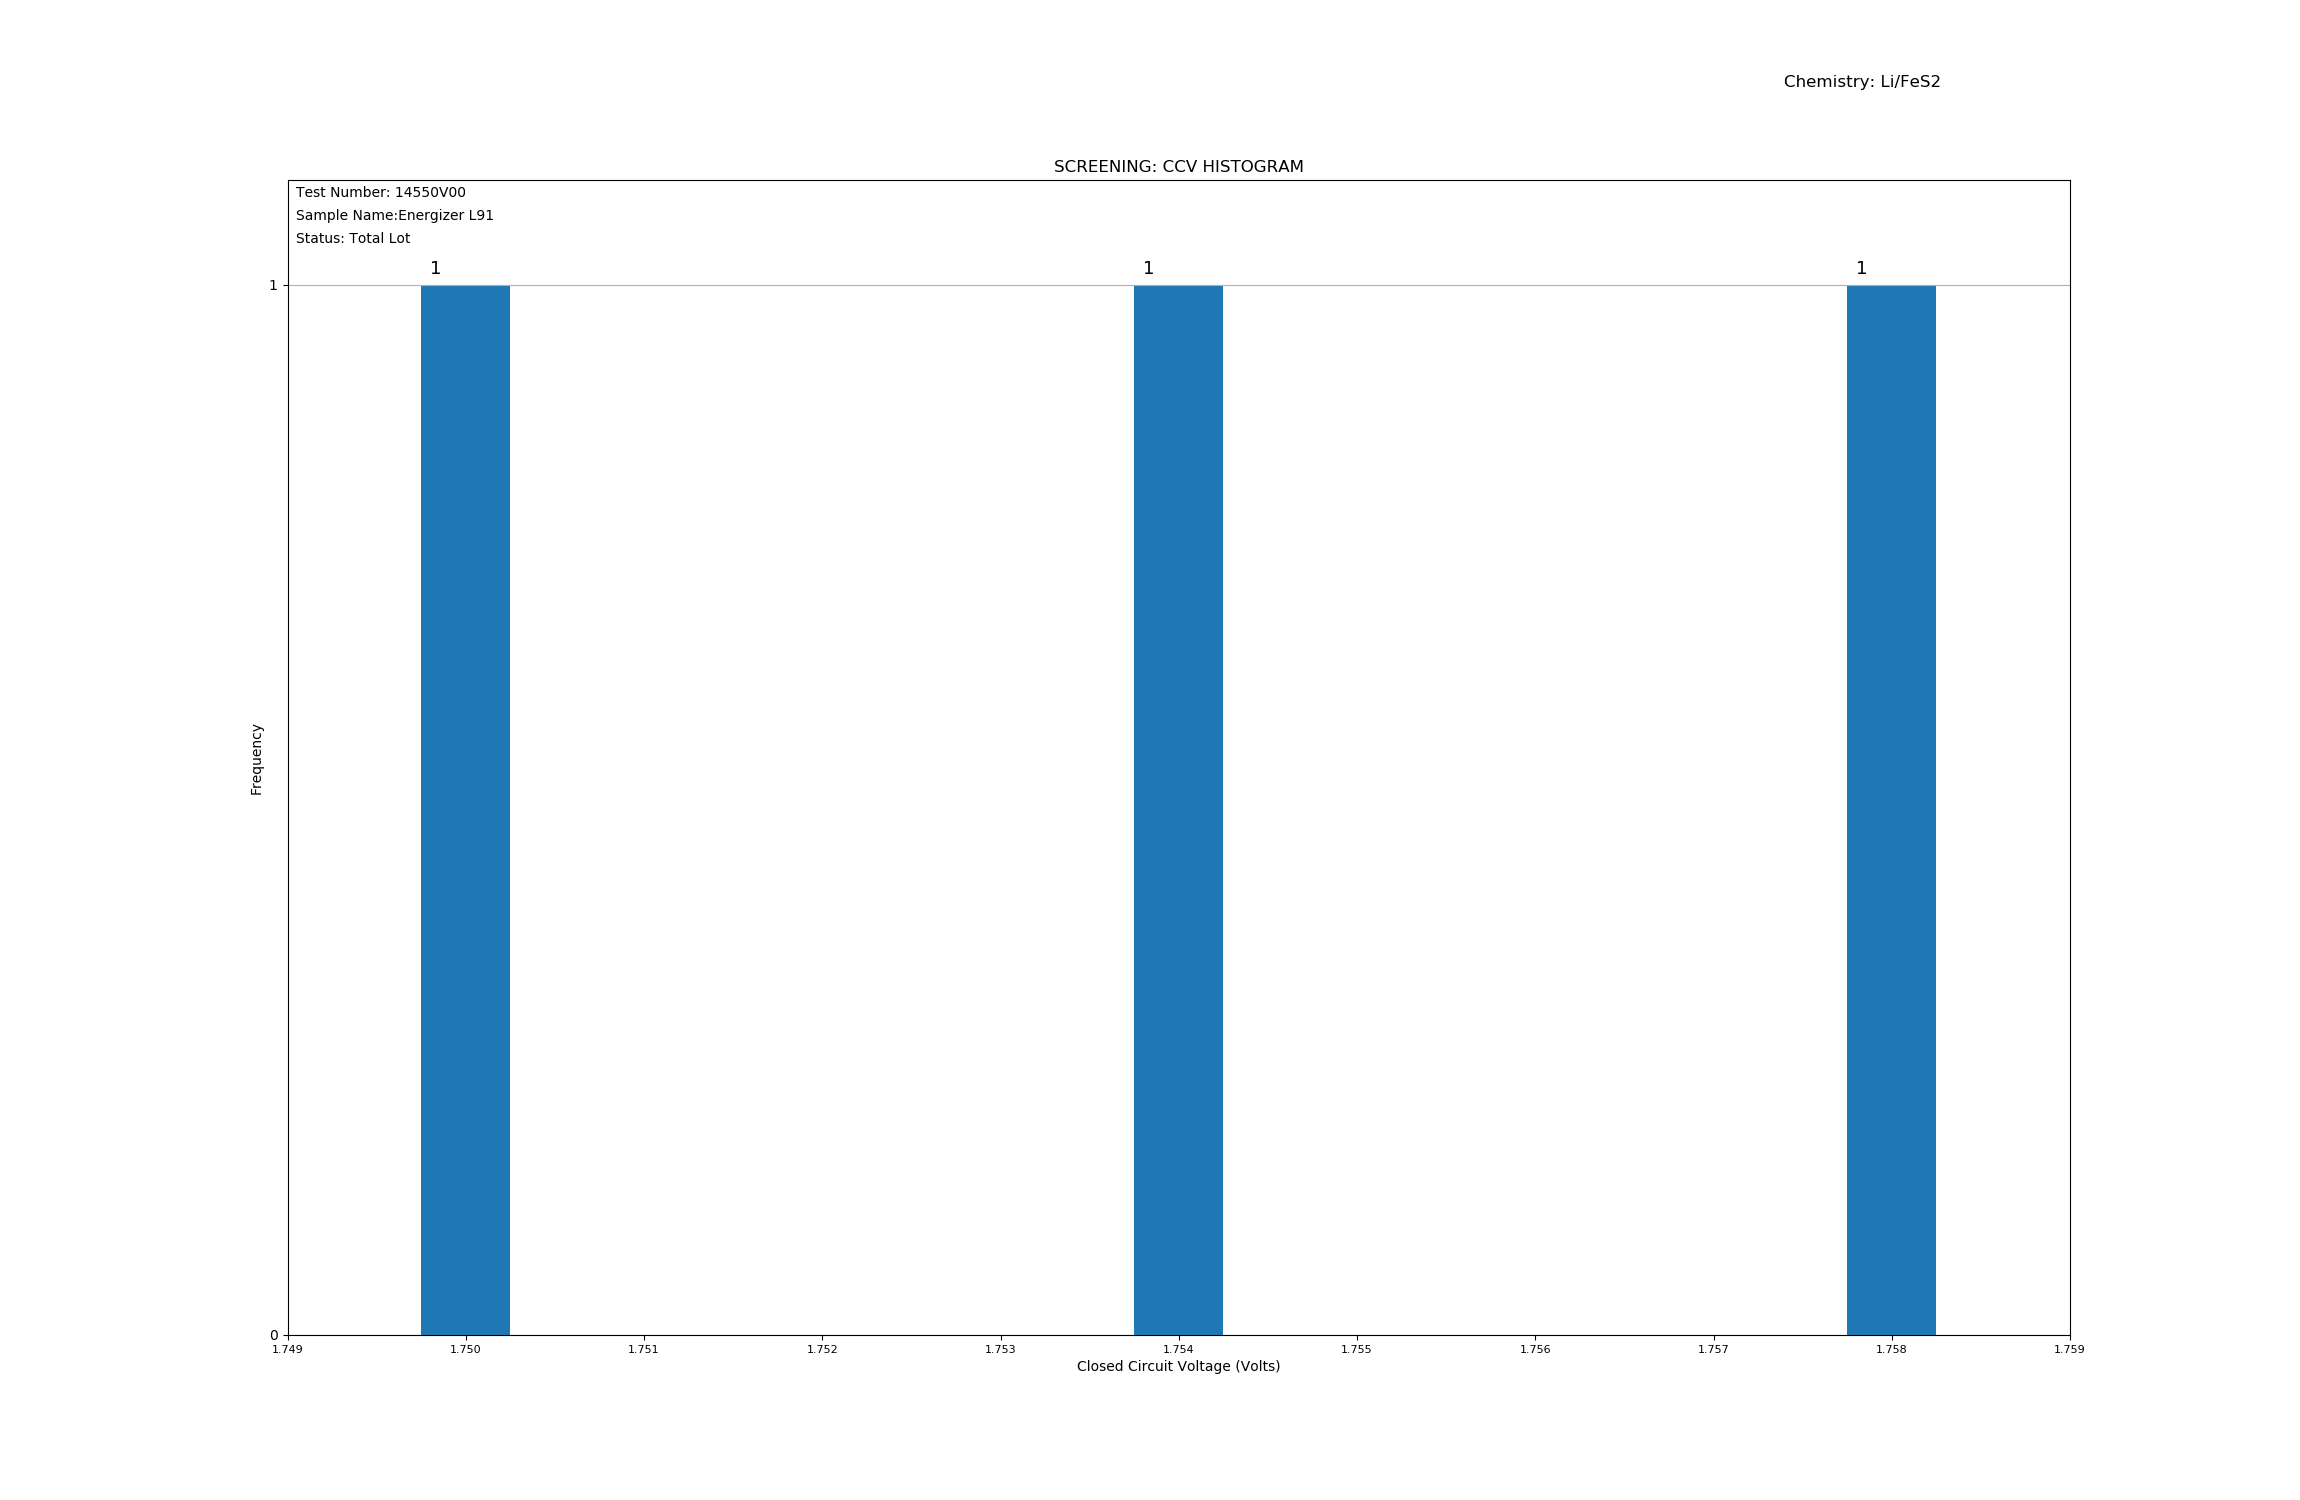 Chemistry: Li/FeS2
SCREENING: CCV HISTOGRAM
Test Number: 14550V00
Sample Name:Energizer L91
Status: Total Lot
1 1 1
1
Frequency
0
1.749 1.750 1.751 1.752 1.753 1.754 1.755 1.756 1.757 1.758 1.759
Closed Circuit Voltage (Volts)